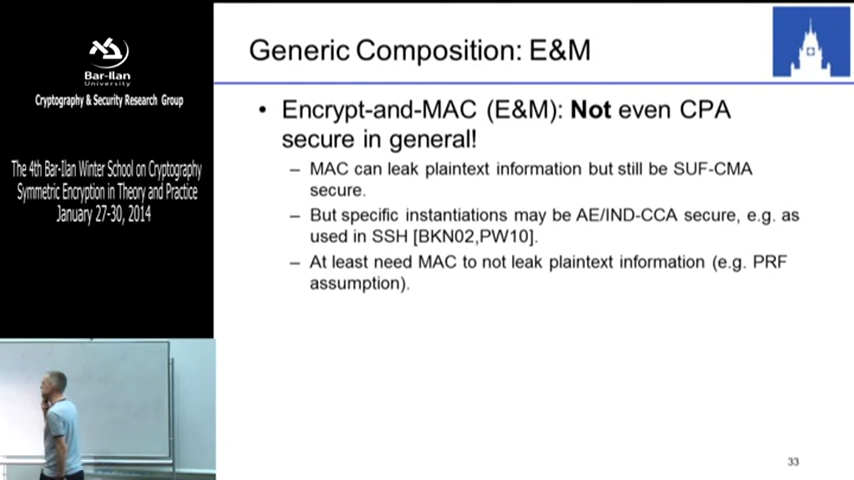 Bar-Ilan
University
Cryptography & Security Research Group
The 4th Bar-Ilan Winter School on Cryptography
Symmetric Encryption in Theory and Practice
January 27-30, 2014
Generic Composition: E&M
• Encrypt-and-MAC (E&M): Not even CPA
secure in general!
– MAC can leak plaintext information but still be SUF-CMA
secure.
– But specific instantiations may be AE/IND-CCA secure, e.g. as
used in SSH [BKN02,PW10].
– At least need MAC to not leak plaintext information (e.g. PRF
assumption).
33